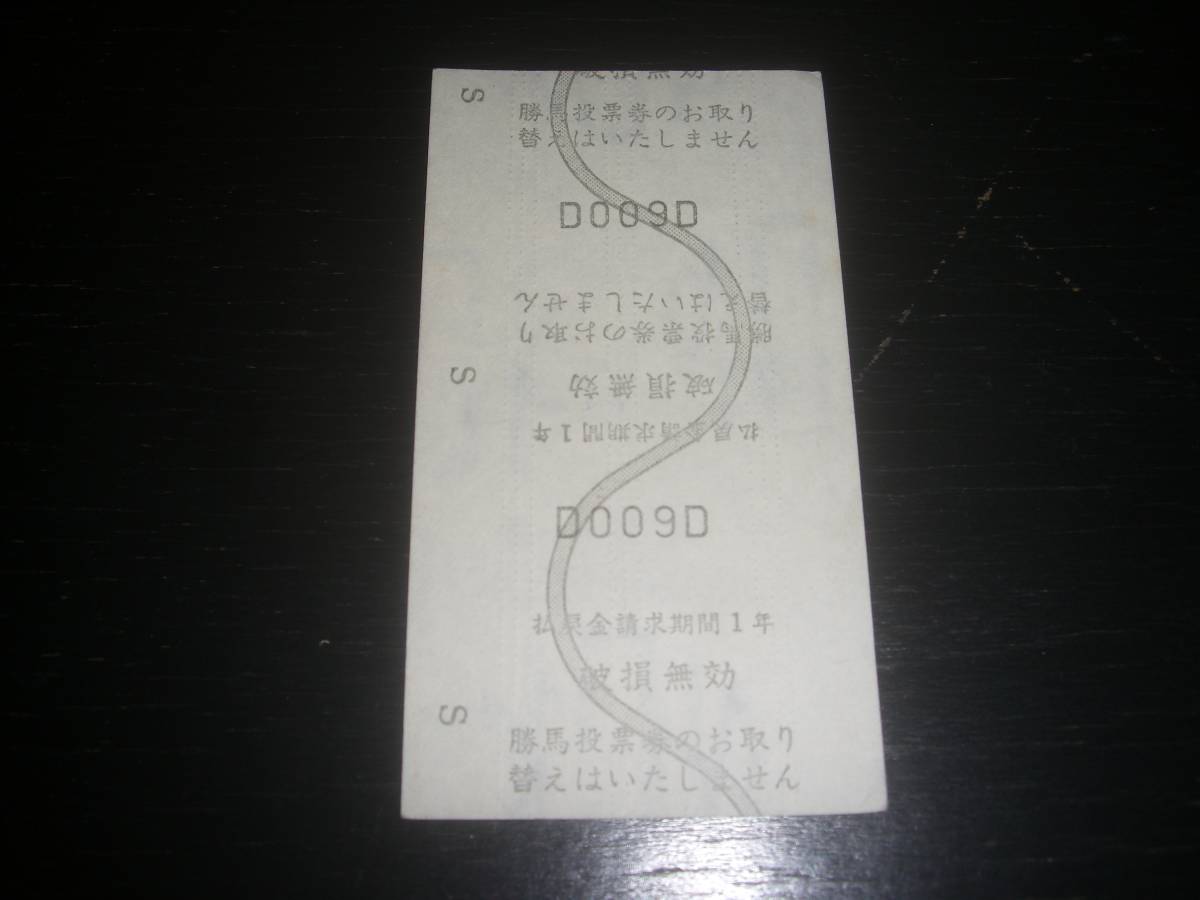 破損無効
S
勝馬投票券のお取り
替えはいたしません
D009D
替えはいたしません
勝馬投票券のお取り
S
破損無効
払戻金請求期間1年
D009D
払戻金請求期間1年
破損無効
S
勝馬投票券のお取り
替えはいたしません